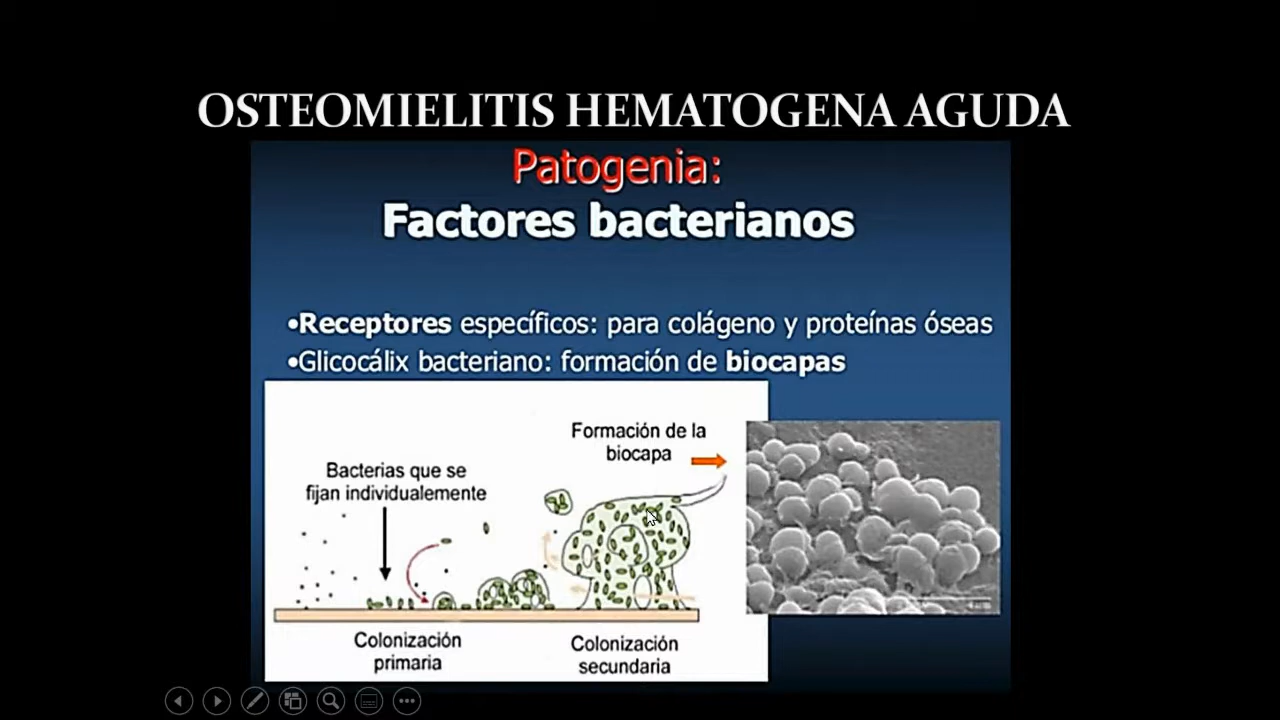 OSTEOMIELITIS HEMATOGENA AGUDA
Patogenia:
Factores bacterianos
•Receptores específicos: para colágeno y proteínas óseas
•Glicocálix bacteriano: formación de biocapas
Formación de la
biocapa
Bacterias que se
fijan individualemente
Colonización
primaria
Colonización
secundaria